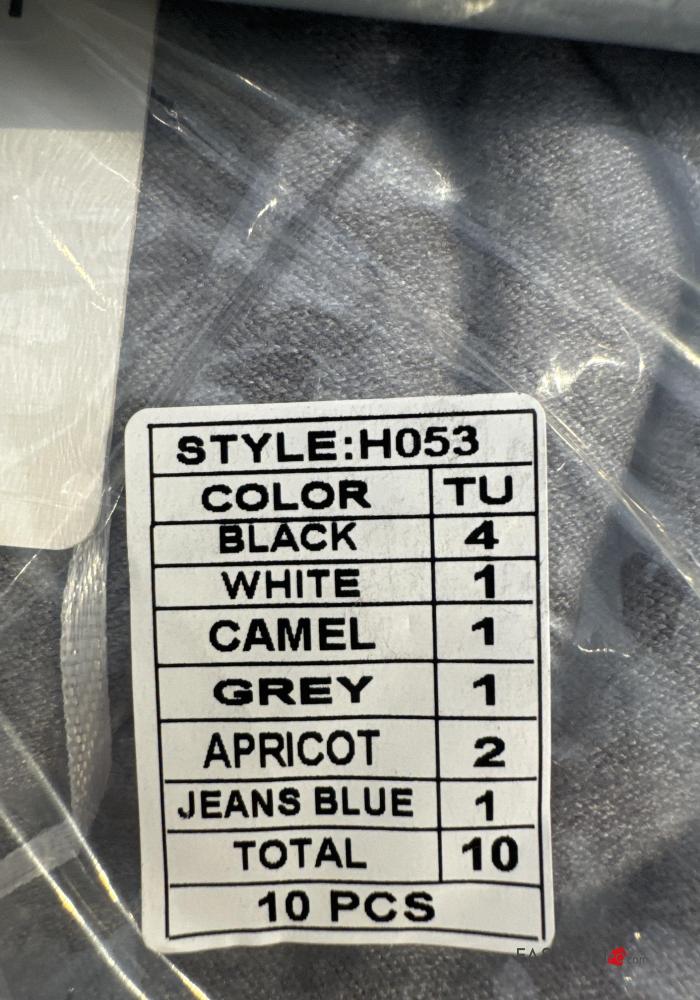 STYLE:H053
COLOR TU
BLACK 4
WHITE 1
CAMEL 1
GREY 1
APRICOT 2
JEANS BLUE 1
TOTAL 10
10 PCS